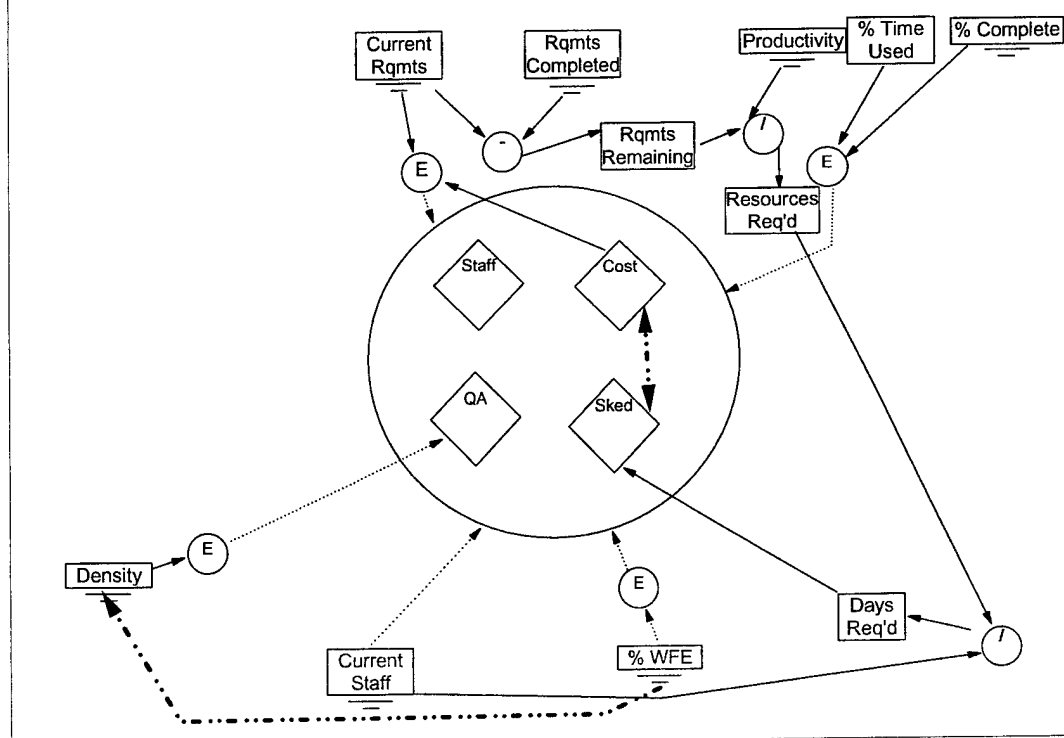 Current
Rqmts
Rqmts
Completed
Productivity
% Time
Used
% Complete
/
-
Rqmts
Remaining
E
E
Resources
Req'd
Staff
Cost
QA
Sked
E
Density
E
Days
Req'd
/
Current
Staff
% WFE